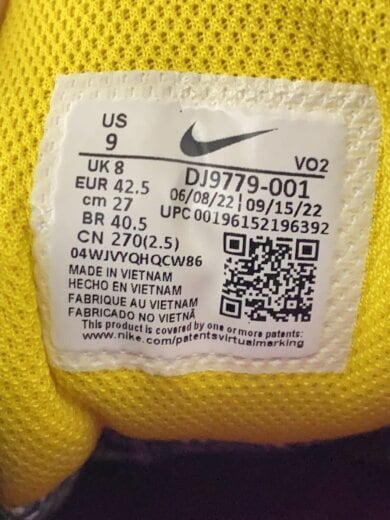 US
9
VO2
UK 8
DJ9779-001
EUR 42.5
06/08/22 | 09/15/22
cm 27
UPC 00196152196392
BR 40.5
CN 270(2.5)
04WJVYQHQCW86
MADE IN VIETNAM
HECHO EN VIETNAM
FABRIQUE AU VIETNAM
FABRICADO NO VIETNÃ
This product is covered by one or more patents:
www.nike.com/patentsvirtualmarking